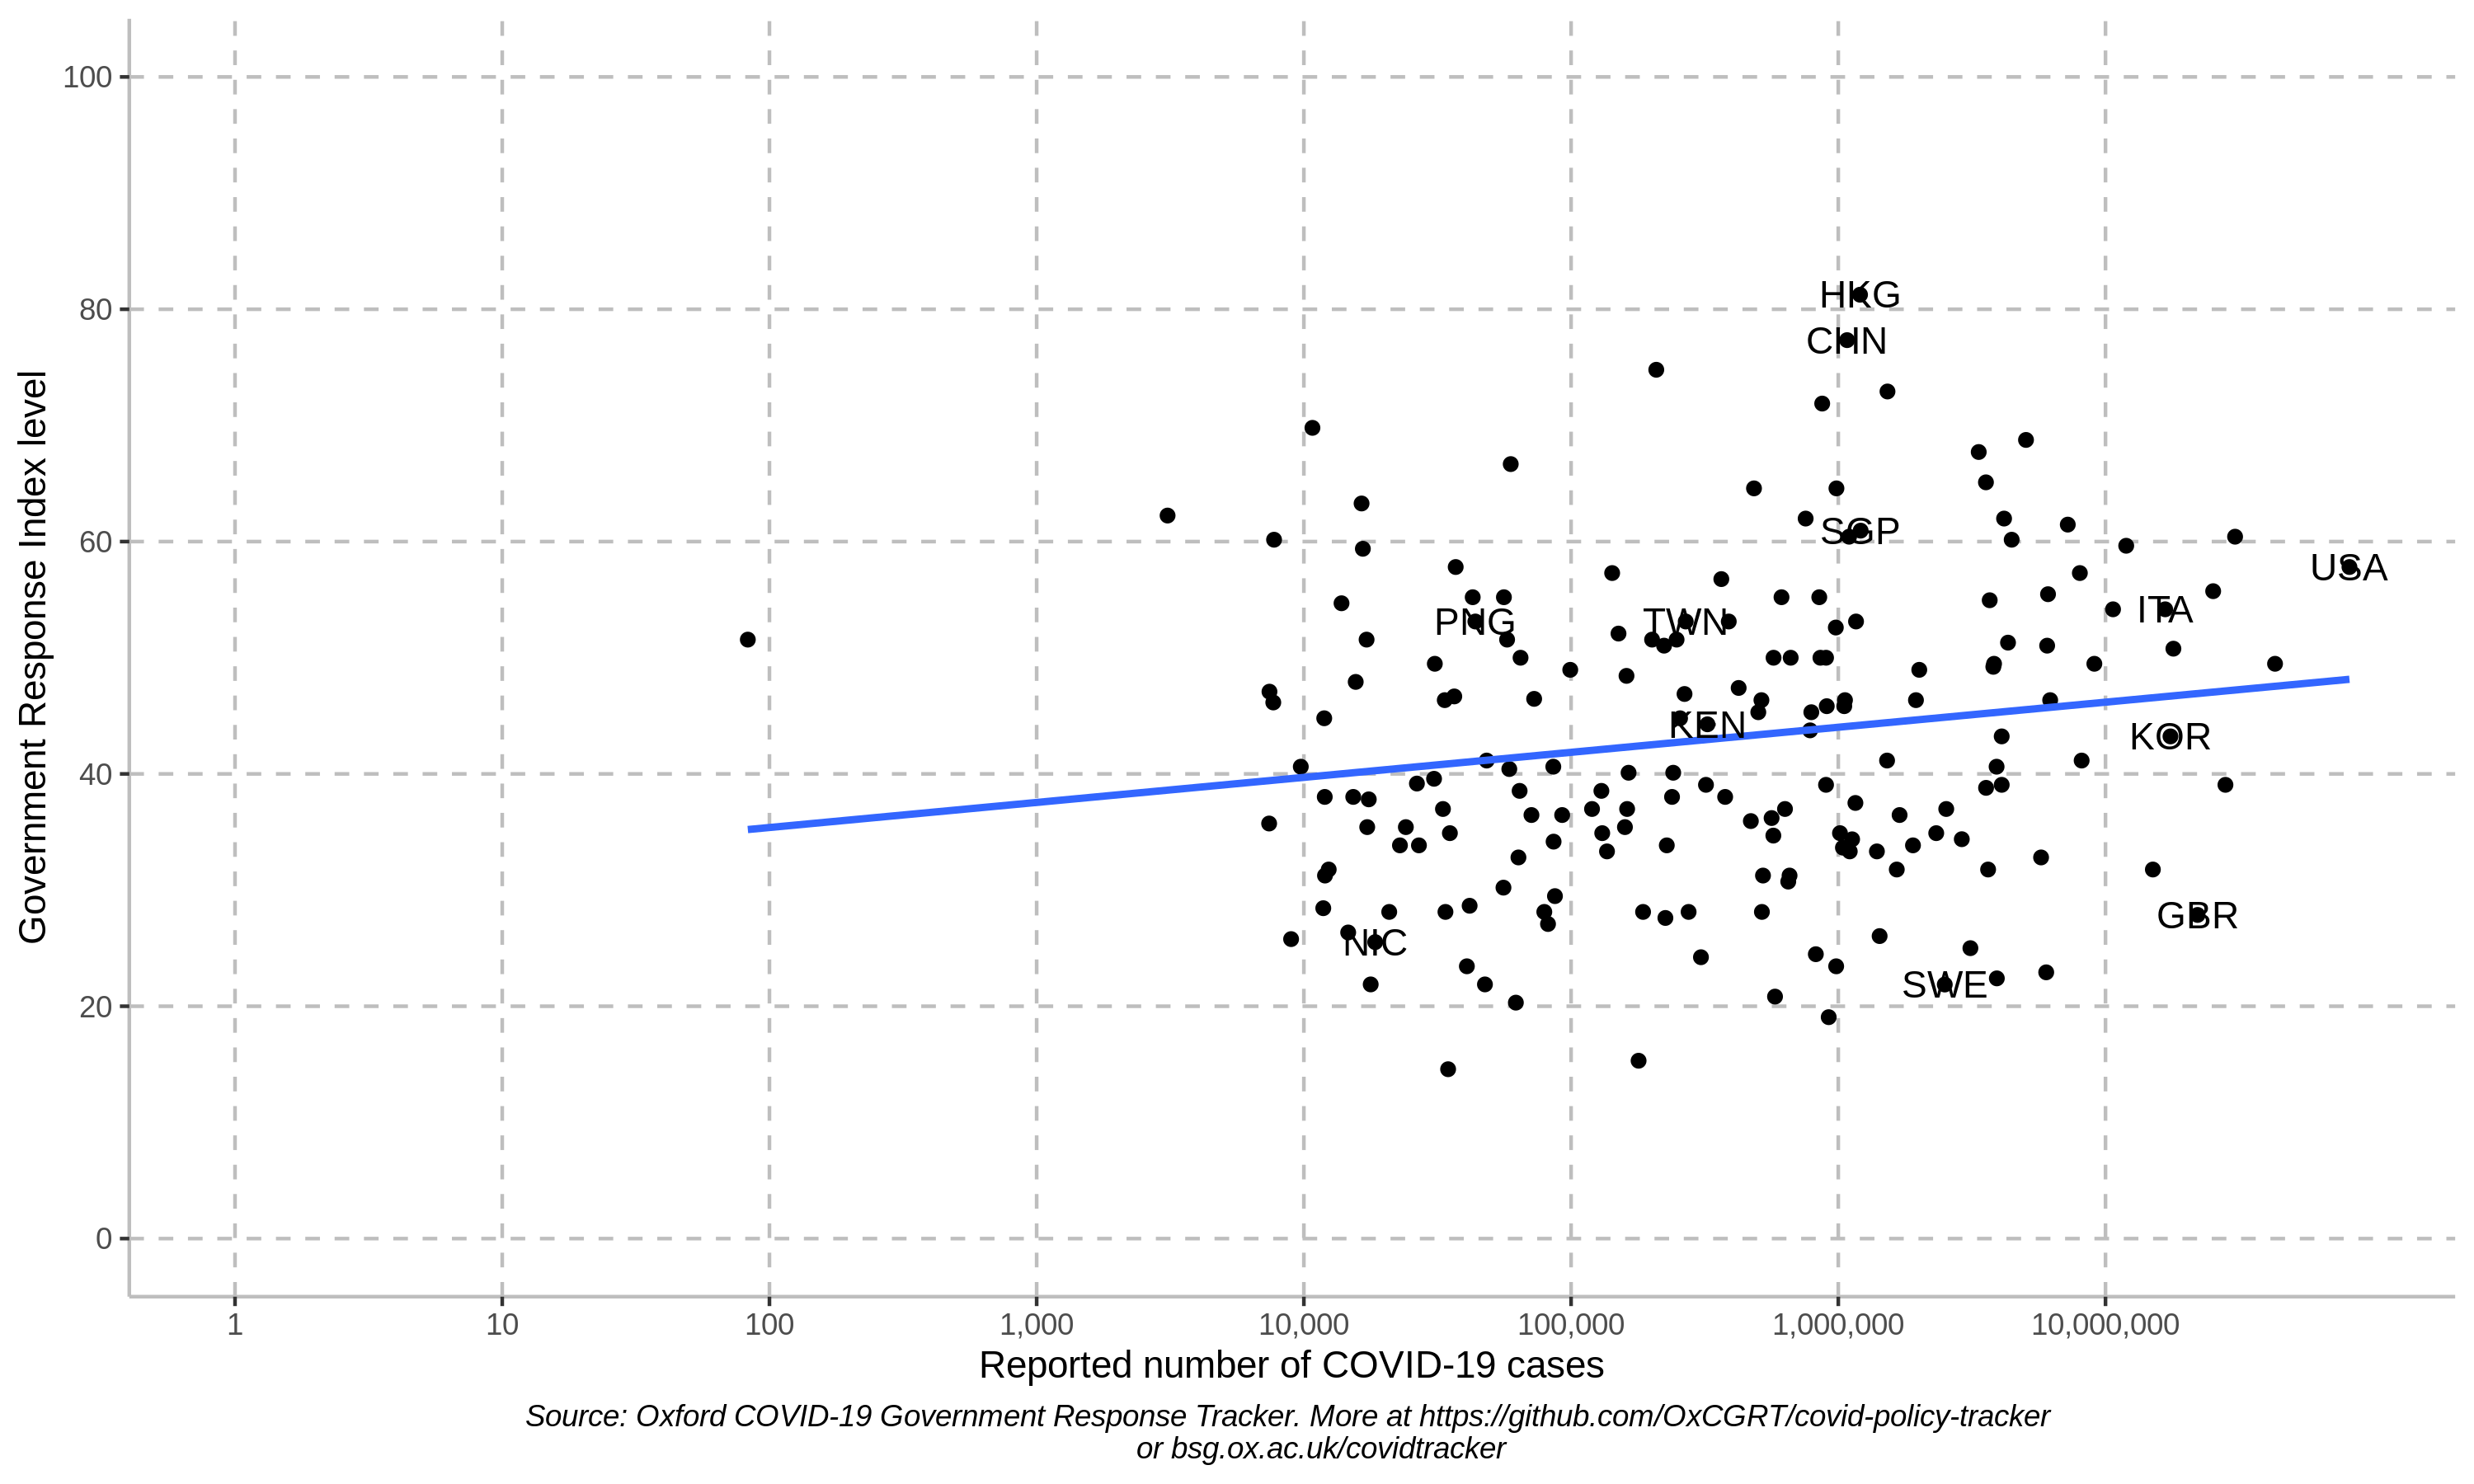 Government Response Index level
100
80
60
40
20
0
HKG
CHN
SGP
USA
ITA
PNG
TWN
KEN
KOR
GBR
NIC
SWE
1
10
100
1,000
10,000
100,000
1,000,000
10,000,000
Reported number of COVID-19 cases
Source: Oxford COVID-19 Government Response Tracker. More at https://github.com/OxCGRT/covid-policy-tracker
or bsg.ox.ac.uk/covidtracker